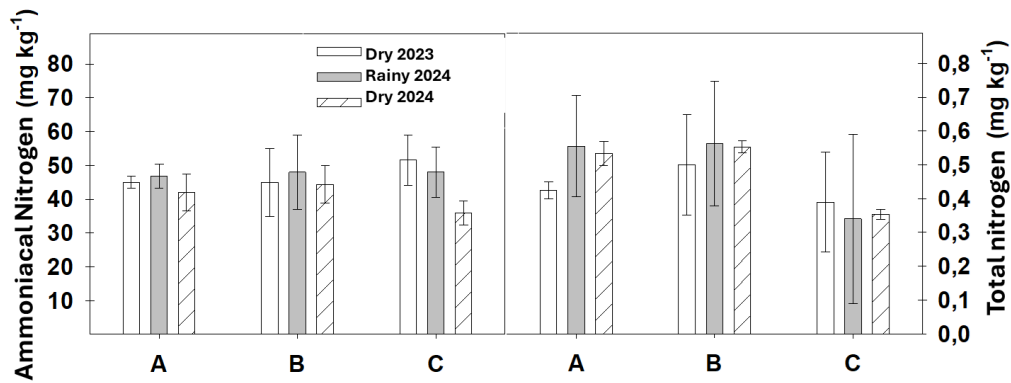 Ammoniacal Nitrogen (mg kg-1)
80
70
60
50
40
30
20
10
Dry 2023
Rainy 2024
Dry 2024
A
B
C
A
B
C
0,8
0,7
0,6
0,5
0,4
0,3
0,2
0,1
0,0
Total nitrogen (mg kg-1)